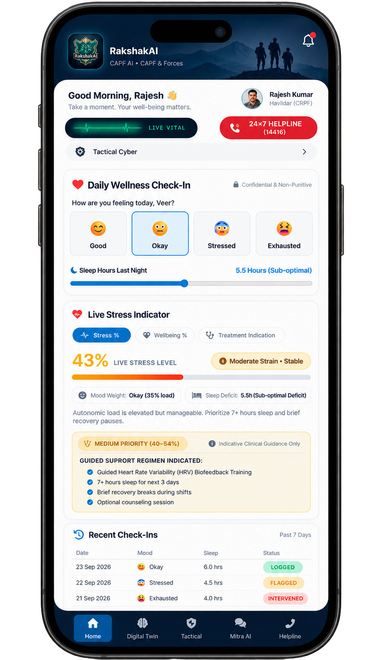 RakshakAI
RakshakAI
CAPF AI • CAPF & Forces
Good Morning, Rajesh 👋
Take a moment. Your well-being matters.
Rajesh Kumar
Havildar (CRPF)
LIVE VITAL
24×7 HELPLINE
(14416)
Tactical Cyber
Daily Wellness Check-In
Confidential & Non-Punitive
How are you feeling today, Veer?
Good
Okay
Stressed
Exhausted
Sleep Hours Last Night
5.5 Hours (Sub-optimal)
Live Stress Indicator
Stress %
Wellbeing %
Treatment Indication
43% LIVE STRESS LEVEL
Moderate Strain • Stable
Mood Weight: Okay (35% load)
Sleep Deficit: 5.5h (Sub-optimal Deficit)
Autonomic load is elevated but manageable. Prioritize 7+ hours sleep and brief
recovery pauses.
MEDIUM PRIORITY (40–54%)
Indicative Clinical Guidance Only
GUIDED SUPPORT REGIMEN INDICATED:
Guided Heart Rate Variability (HRV) Biofeedback Training
7+ hours sleep for next 3 days
Brief recovery breaks during shifts
Optional counseling session
Recent Check-Ins
Past 7 Days
Date Mood Sleep Status
23 Sep 2026 Okay 6.0 hrs LOGGED
22 Sep 2026 Stressed 4.5 hrs FLAGGED
21 Sep 2026 Exhausted 4.0 hrs INTERVENED
Home
Digital Twin
Tactical
Mitra AI
Helpline